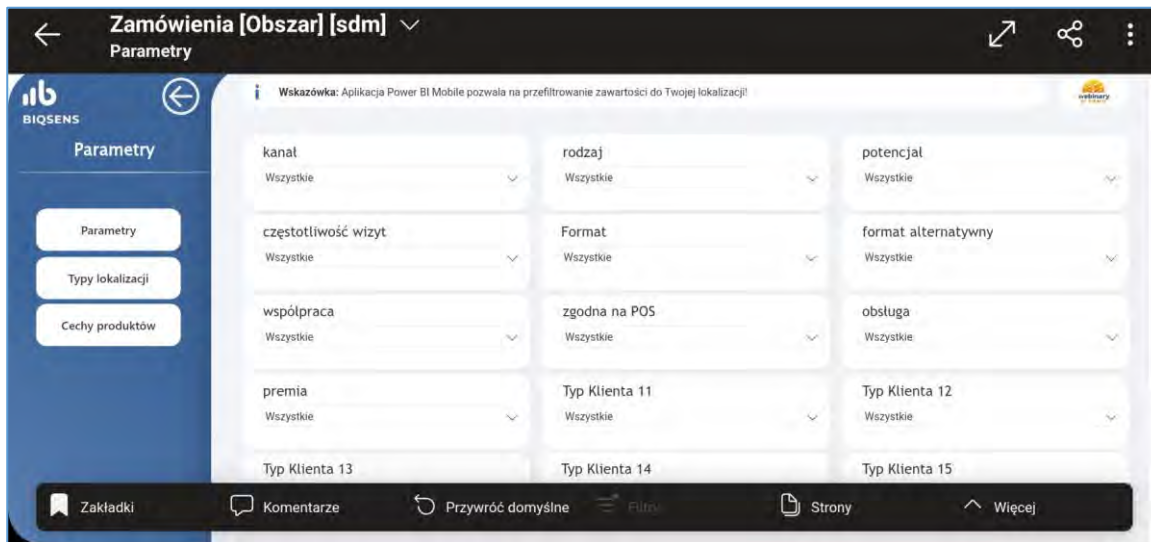 Zamówienia [Obszar] [sdm]
Parametry
BIQSENS
Parametry
Parametry
Typy lokalizacji
Cechy produktów
Wskazówka: Aplikacja Power BI Mobile pozwala na przefiltrowanie zawartości do Twojej lokalizacji!
webinary
kanał rodzaj potencjał
Wszystkie Wszystkie Wszystkie
częstotliwość wizyt Format format alternatywny
Wszystkie Wszystkie Wszystkie
współpraca zgodna na POS obsługa
Wszystkie Wszystkie Wszystkie
premia Typ Klienta 11 Typ Klienta 12
Wszystkie Wszystkie Wszystkie
Typ Klienta 13 Typ Klienta 14 Typ Klienta 15
Zakładki Komentarze Przywróć domyślne Filtry Strony Więcej